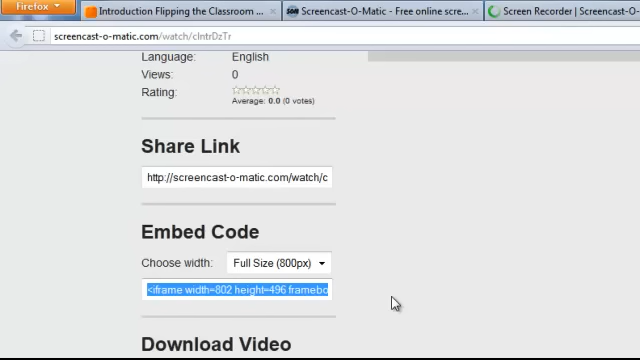 Firefox
Introduction Flipping the Classroom ...
Screencast-O-Matic - Free online scre...
Screen Recorder | Screencast-O-
screencast-o-matic.com/watch/cIntrDzTr
Language: English
Views: 0
Rating:
Average: 0.0 (0 votes)
Share Link
http://screencast-o-matic.com/watch/c
Embed Code
Choose width: Full Size (800px)
<iframe width=802 height=496 framebo
Download Video